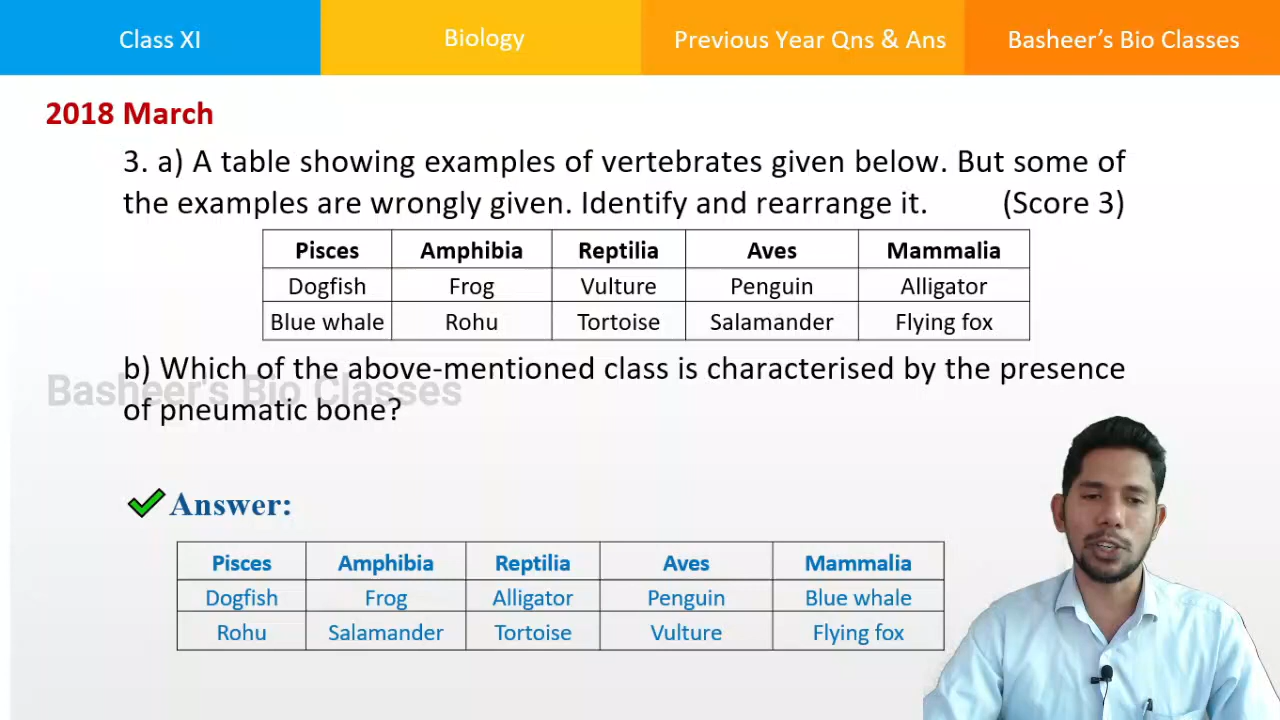 Class XI Biology Previous Year Qns & Ans Basheer's Bio Classes
2018 March
3. a) A table showing examples of vertebrates given below. But some of
the examples are wrongly given. Identify and rearrange it. (Score 3)
Pisces Amphibia Reptilia Aves Mammalia
Dogfish Frog Vulture Penguin Alligator
Blue whale Rohu Tortoise Salamander Flying fox
b) Which of the above-mentioned class is characterised by the presence
Basheer's Bio Classes
of pneumatic bone?
Answer:
Pisces Amphibia Reptilia Aves Mammalia
Dogfish Frog Alligator Penguin Blue whale
Rohu Salamander Tortoise Vulture Flying fox